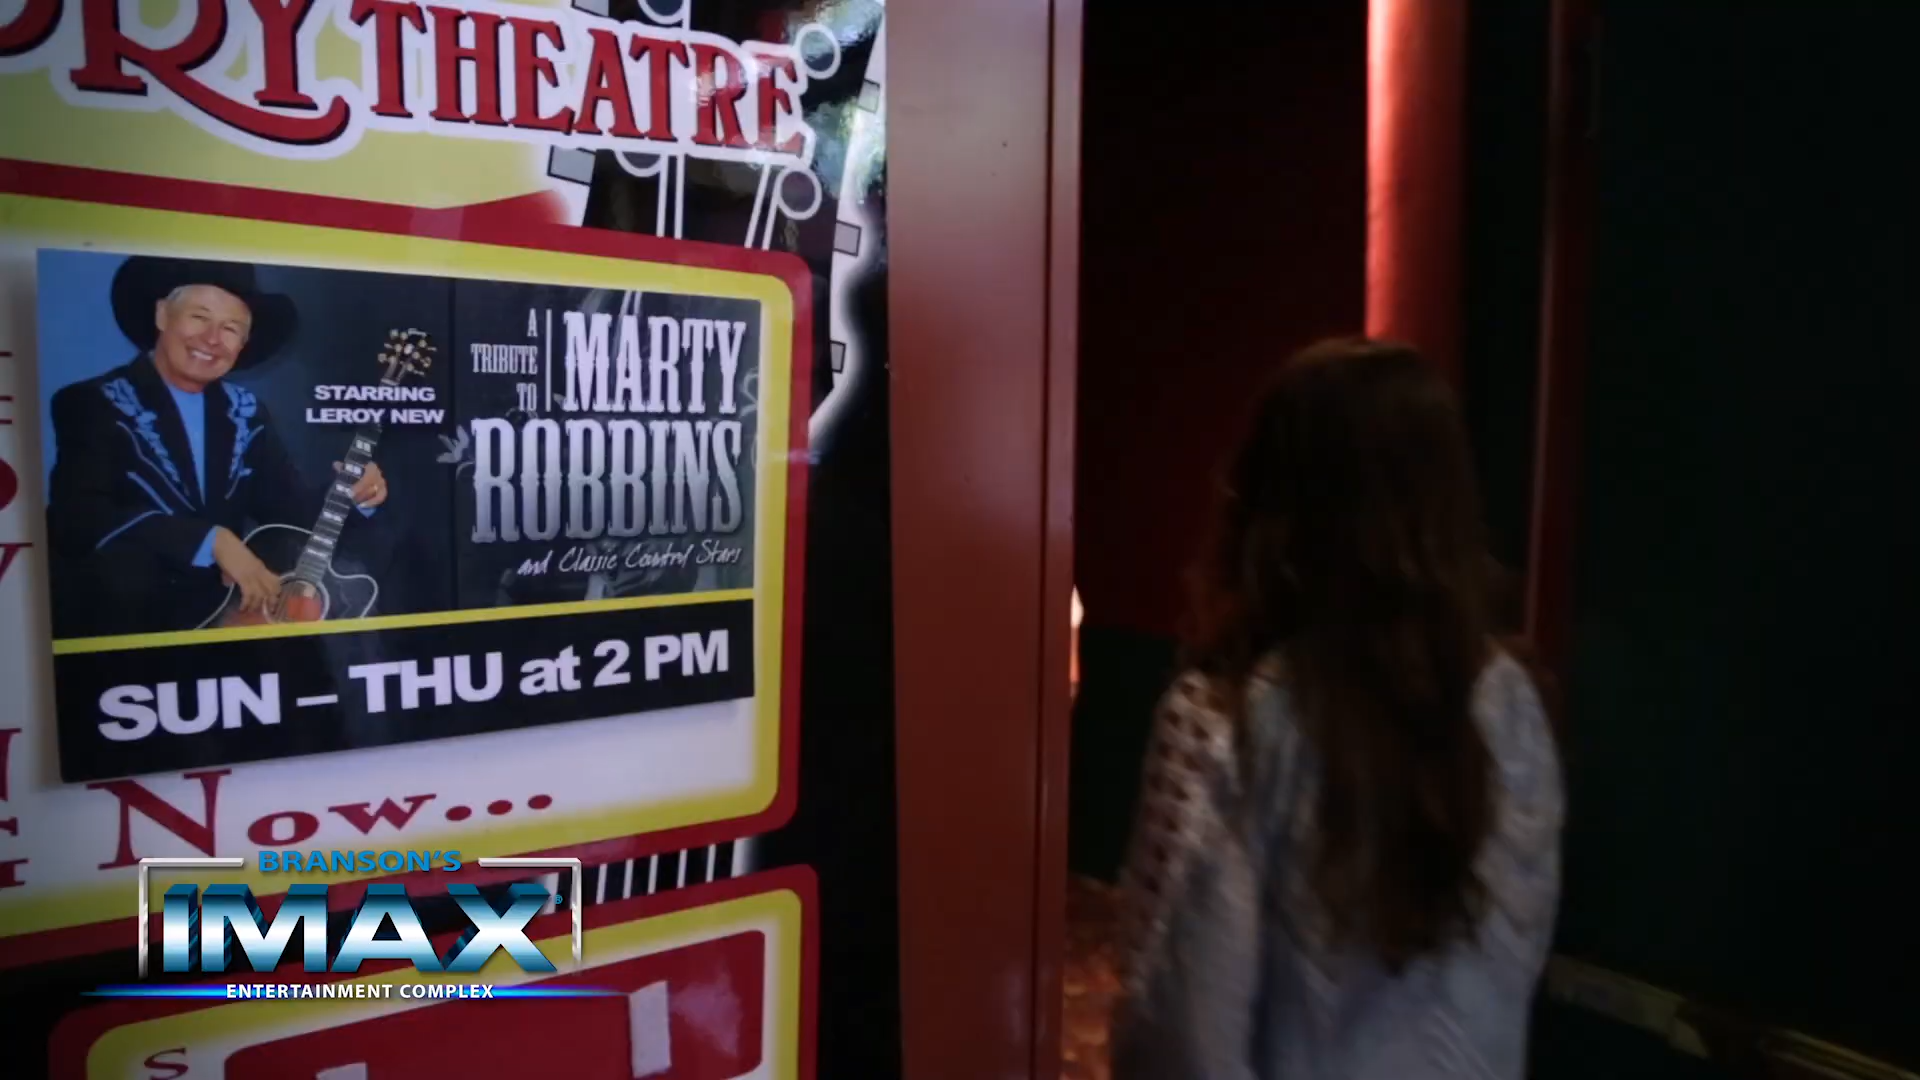 THEATRE
STARRING
LEROY NEW
A
TRIBUTE
TO
MARTY
ROBBINS
and Classic Country Stars
SUN – THU at 2 PM
Now...
BRANSON'S
IMAX®
ENTERTAINMENT COMPLEX